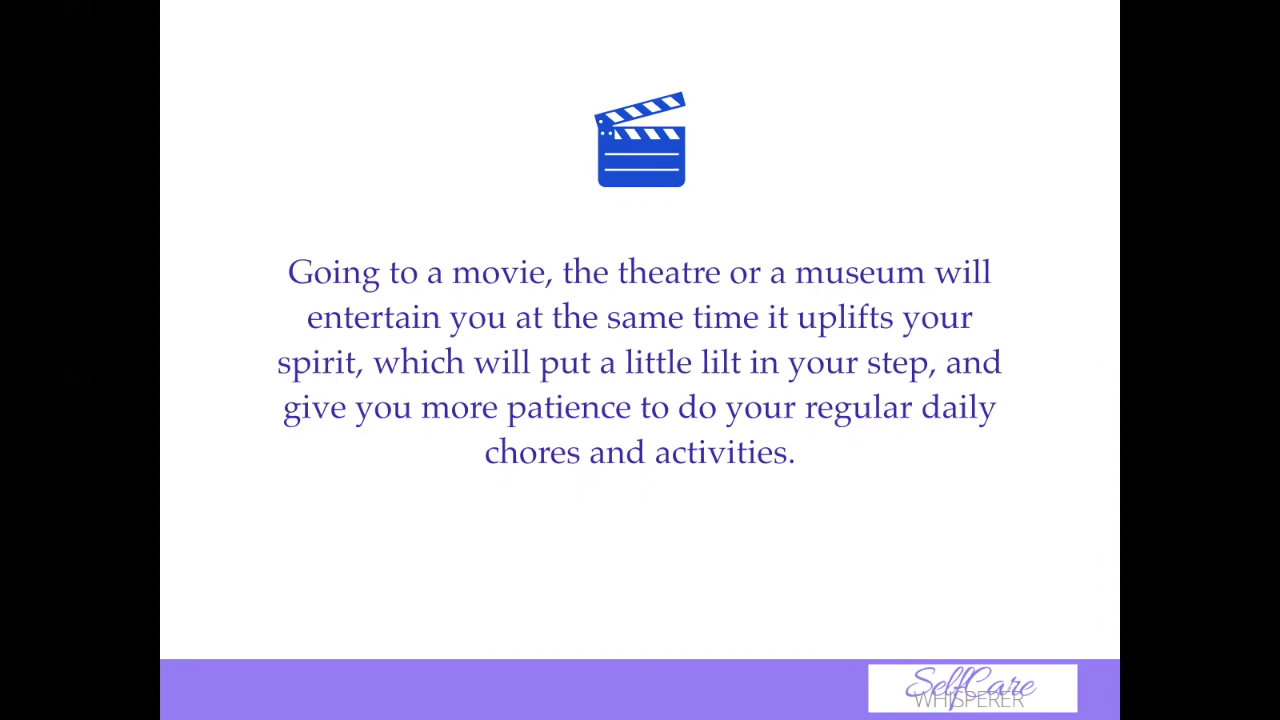 Going to a movie, the theatre or a museum will
entertain you at the same time it uplifts your
spirit, which will put a little lilt in your step, and
give you more patience to do your regular daily
chores and activities.
SelfCare
WHISPERER